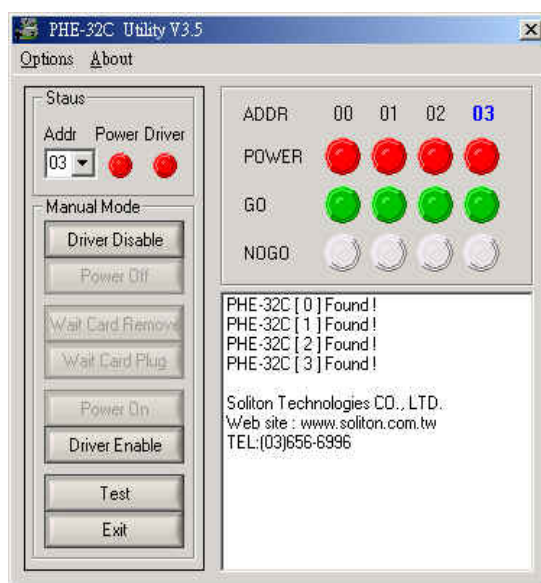 PHE-32C Utility V3.5
Options About
Staus
Addr Power Driver
03
Manual Mode
Driver Disable
Power Off
Wait Card Remove
Wait Card Plug
Power On
Driver Enable
Test
Exit
ADDR 00 01 02 03
POWER
GO
NOGO
PHE-32C [ 0 ] Found !
PHE-32C [ 1 ] Found !
PHE-32C [ 2 ] Found !
PHE-32C [ 3 ] Found !
Soliton Technologies CO., LTD.
Web site : www.soliton.com.tw
TEL:(03)656-6996